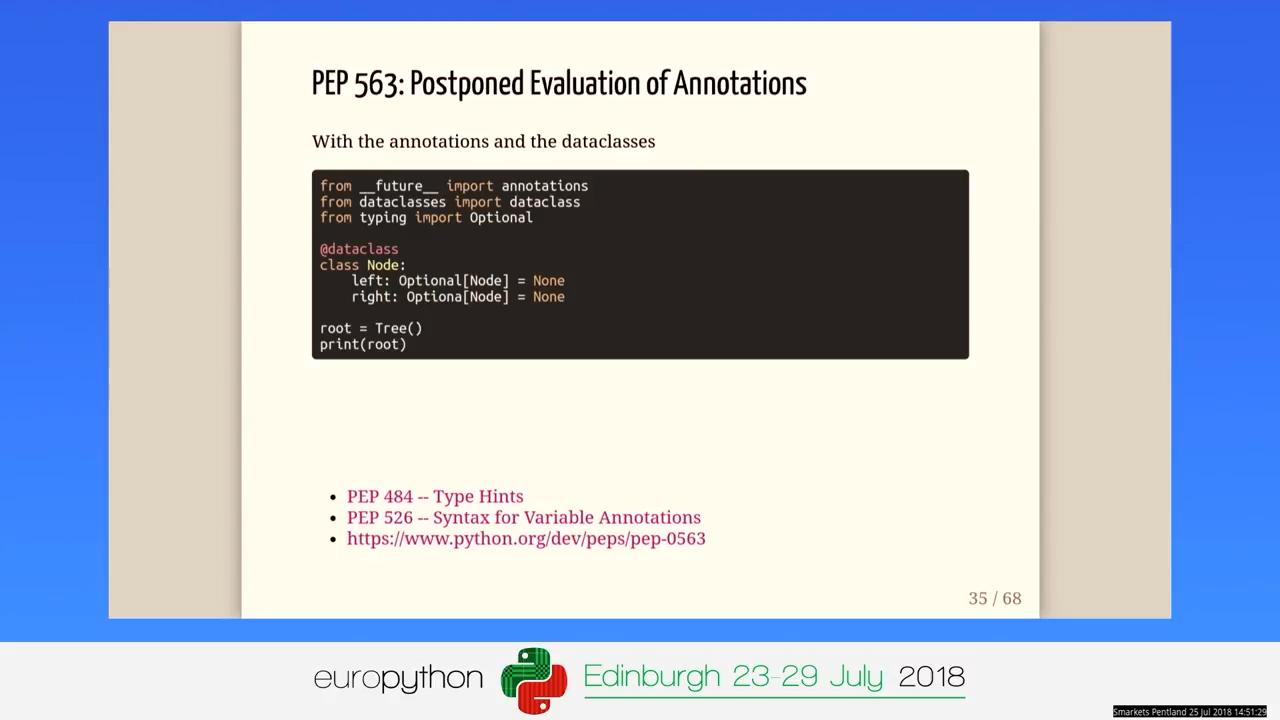 PEP 563: Postponed Evaluation of Annotations
With the annotations and the dataclasses
from __future__ import annotations
from dataclasses import dataclass
from typing import Optional
@dataclass
class Node:
    left: Optional[Node] = None
    right: Optiona[Node] = None
root = Tree()
print(root)
• PEP 484 -- Type Hints
• PEP 526 -- Syntax for Variable Annotations
• https://www.python.org/dev/peps/pep-0563
35 / 68
europython Edinburgh 23-29 July 2018
Smarkets Pentland 25 Jul 2018 14:51:29